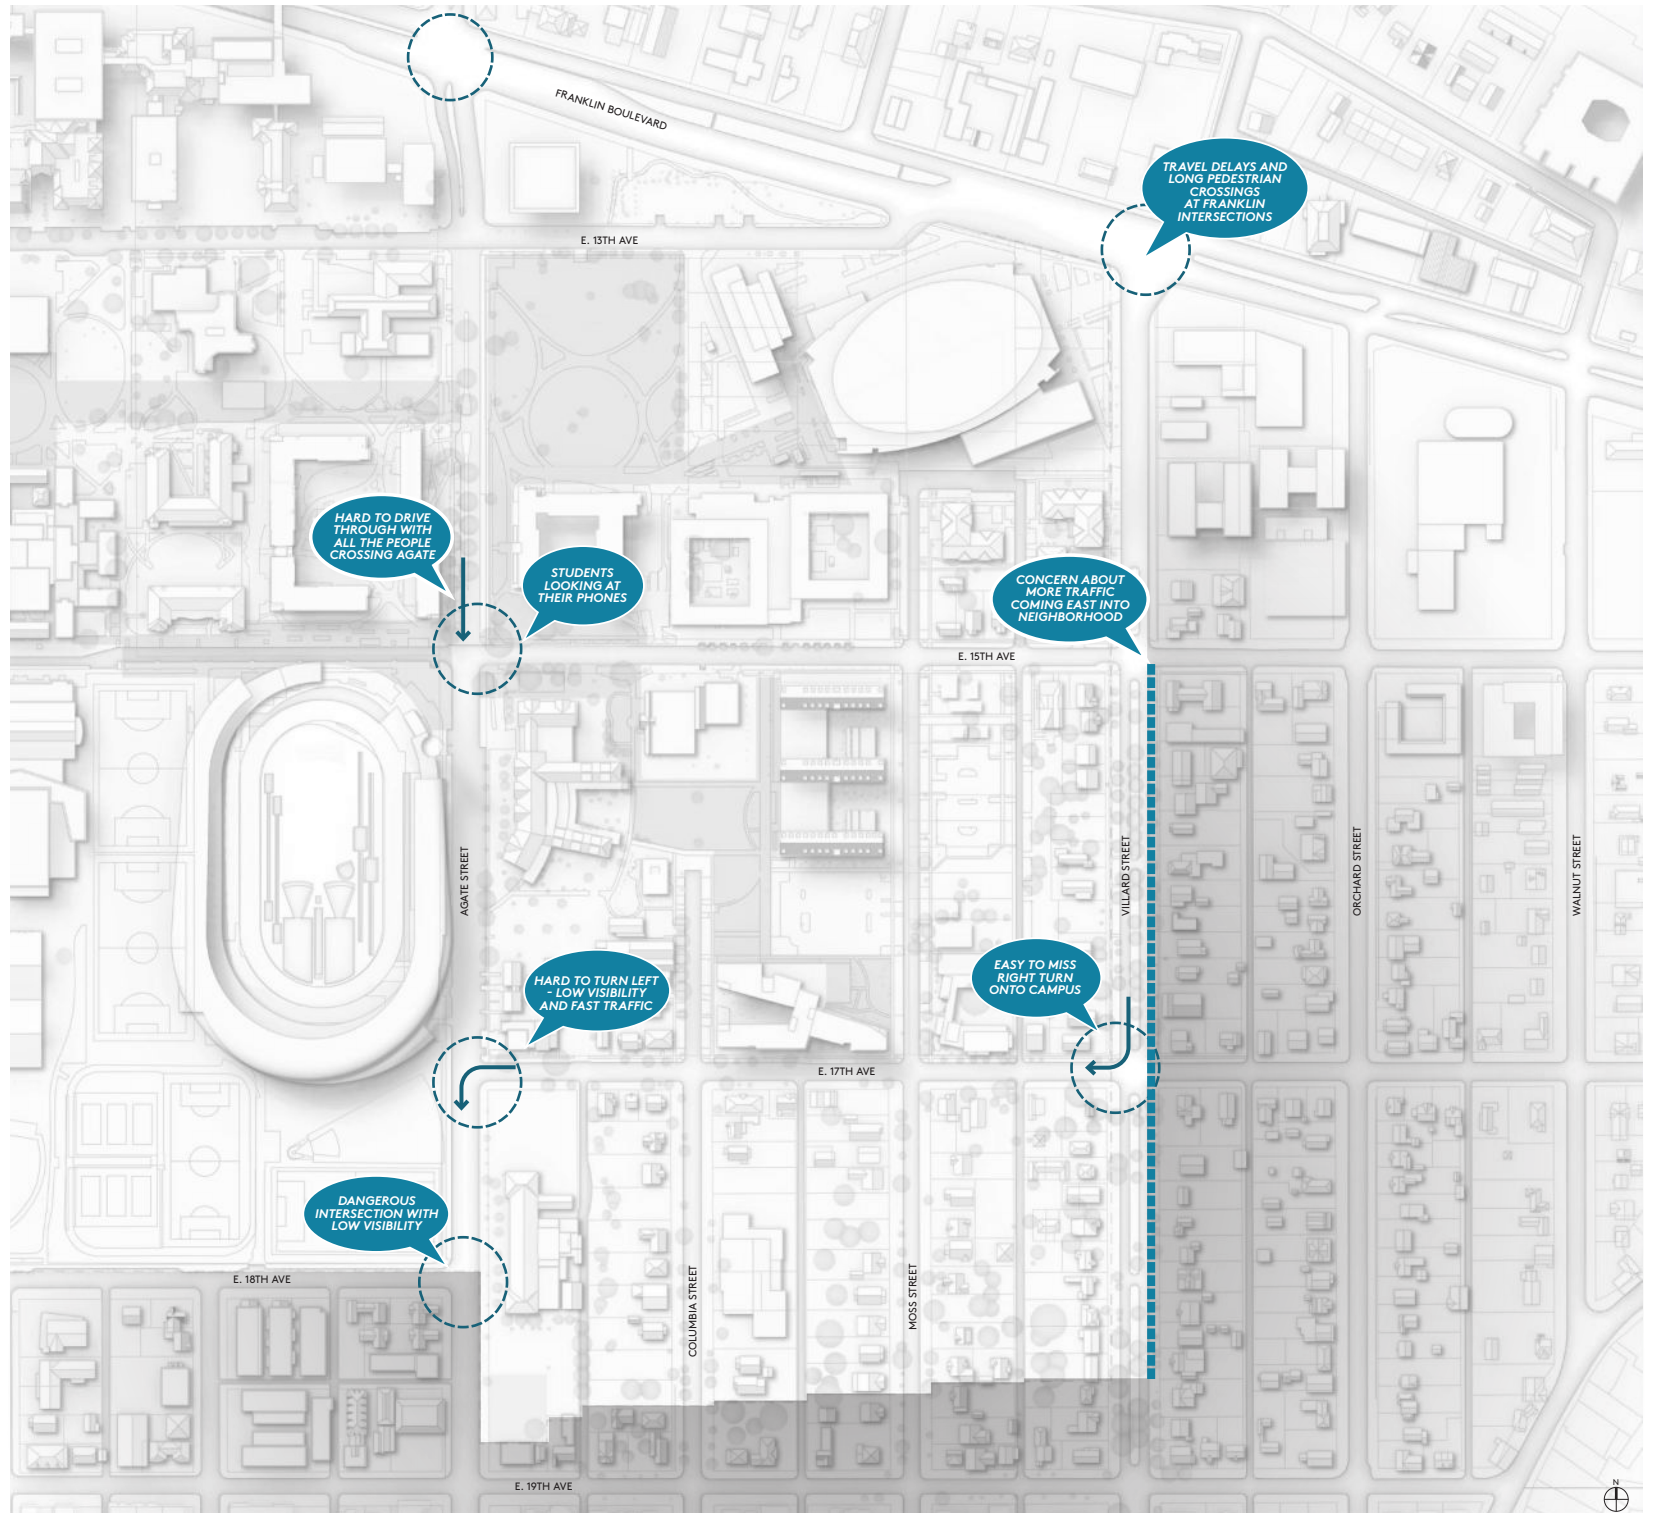 FRANKLIN BOULEVARD
TRAVEL DELAYS AND
LONG PEDESTRIAN
CROSSINGS
AT FRANKLIN
INTERSECTIONS
E. 13TH AVE
HARD TO DRIVE
THROUGH WITH
ALL THE PEOPLE
CROSSING AGATE
STUDENTS
LOOKING AT
THEIR PHONES
CONCERN ABOUT
MORE TRAFFIC
COMING EAST INTO
NEIGHBORHOOD
E. 15TH AVE
AGATE STREET
VILLARD STREET
ORCHARD STREET
WALNUT STREET
HARD TO TURN LEFT
- LOW VISIBILITY
AND FAST TRAFFIC
EASY TO MISS
RIGHT TURN
ONTO CAMPUS
E. 17TH AVE
DANGEROUS
INTERSECTION WITH
LOW VISIBILITY
E. 18TH AVE
COLUMBIA STREET
MOSS STREET
E. 19TH AVE
N